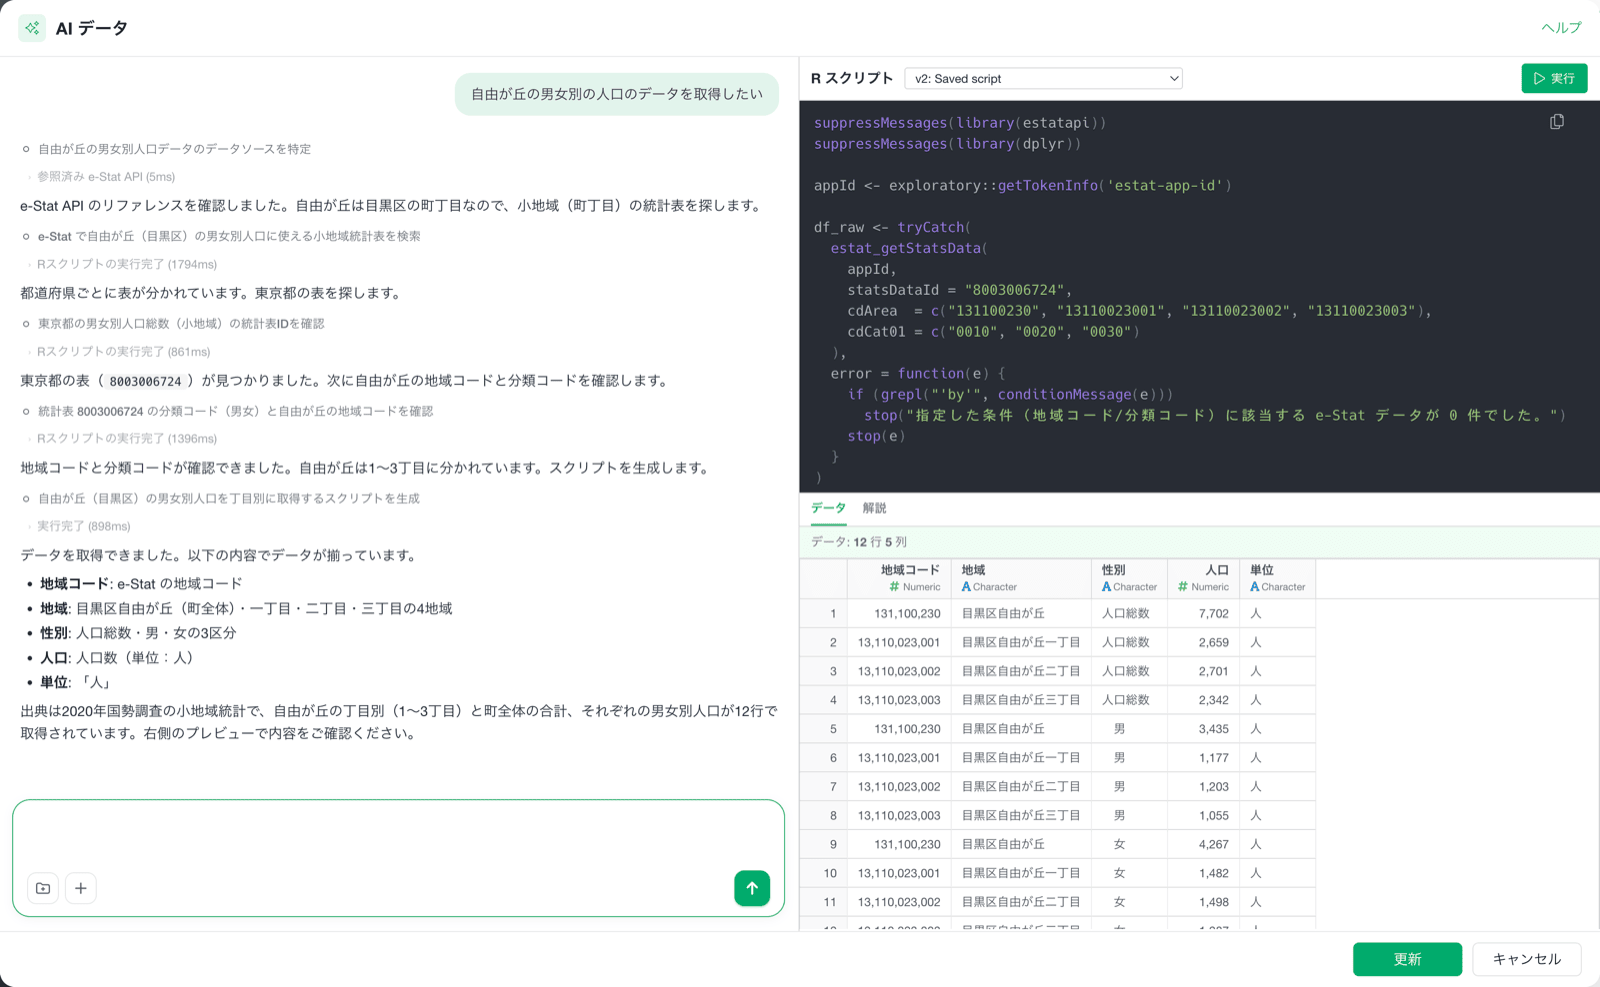 AI データ
ヘルプ
自由が丘の男女別の人口のデータを取得したい
自由が丘の男女別人口データのデータソースを特定
参照済み e-Stat API (5ms)
e-Stat API のリファレンスを確認しました。自由が丘は目黒区の町丁目なので、小地域（町丁目）の統計表を探します。
e-Stat で自由が丘（目黒区）の男女別人口に使える小地域統計表を検索
Rスクリプトの実行完了 (1794ms)
都道府県ごとに表が分かれています。東京都の表を探します。
東京都の男女別人口総数（小地域）の統計表IDを確認
Rスクリプトの実行完了 (861ms)
東京都の表（ 8003006724 ）が見つかりました。次に自由が丘の地域コードと分類コードを確認します。
統計表 8003006724 の分類コード（男女）と自由が丘の地域コードを確認
Rスクリプトの実行完了 (1396ms)
地域コードと分類コードが確認できました。自由が丘は1〜3丁目に分かれています。スクリプトを生成します。
自由が丘（目黒区）の男女別人口を丁目別に取得するスクリプトを生成
実行完了 (898ms)
データを取得できました。以下の内容でデータが揃っています。
• 地域コード: e-Stat の地域コード
• 地域: 目黒区自由が丘（町全体）・一丁目・二丁目・三丁目の4地域
• 性別: 人口総数・男・女の3区分
• 人口: 人口数（単位：人）
• 単位: 「人」
出典は2020年国勢調査の小地域統計で、自由が丘の丁目別（1〜3丁目）と町全体の合計、それぞれの男女別人口が12行で
取得されています。右側のプレビューで内容をご確認ください。
R スクリプト v2: Saved script 実行
suppressMessages(library(estatapi))
suppressMessages(library(dplyr))
appId <- exploratory::getTokenInfo('estat-app-id')
df_raw <- tryCatch(
estat_getStatsData(
appId,
statsDataId = "8003006724",
cdArea = c("131100230", "13110023001", "13110023002", "13110023003"),
cdCat01 = c("0010", "0020", "0030")
),
error = function(e) {
if (grepl("'by'", conditionMessage(e)))
stop("指定した条件（地域コード/分類コード）に該当する e-Stat データが 0 件でした。")
stop(e)
}
)
データ 解説
データ: 12 行 5 列
地域コード 地域 性別 人口 単位
# Numeric A Character A Character # Numeric A Character
1 131,100,230 目黒区自由が丘 人口総数 7,702 人
2 13,110,023,001 目黒区自由が丘一丁目 人口総数 2,659 人
3 13,110,023,002 目黒区自由が丘二丁目 人口総数 2,701 人
4 13,110,023,003 目黒区自由が丘三丁目 人口総数 2,342 人
5 131,100,230 目黒区自由が丘 男 3,435 人
6 13,110,023,001 目黒区自由が丘一丁目 男 1,177 人
7 13,110,023,002 目黒区自由が丘二丁目 男 1,203 人
8 13,110,023,003 目黒区自由が丘三丁目 男 1,055 人
9 131,100,230 目黒区自由が丘 女 4,267 人
10 13,110,023,001 目黒区自由が丘一丁目 女 1,482 人
11 13,110,023,002 目黒区自由が丘二丁目 女 1,498 人
更新 キャンセル